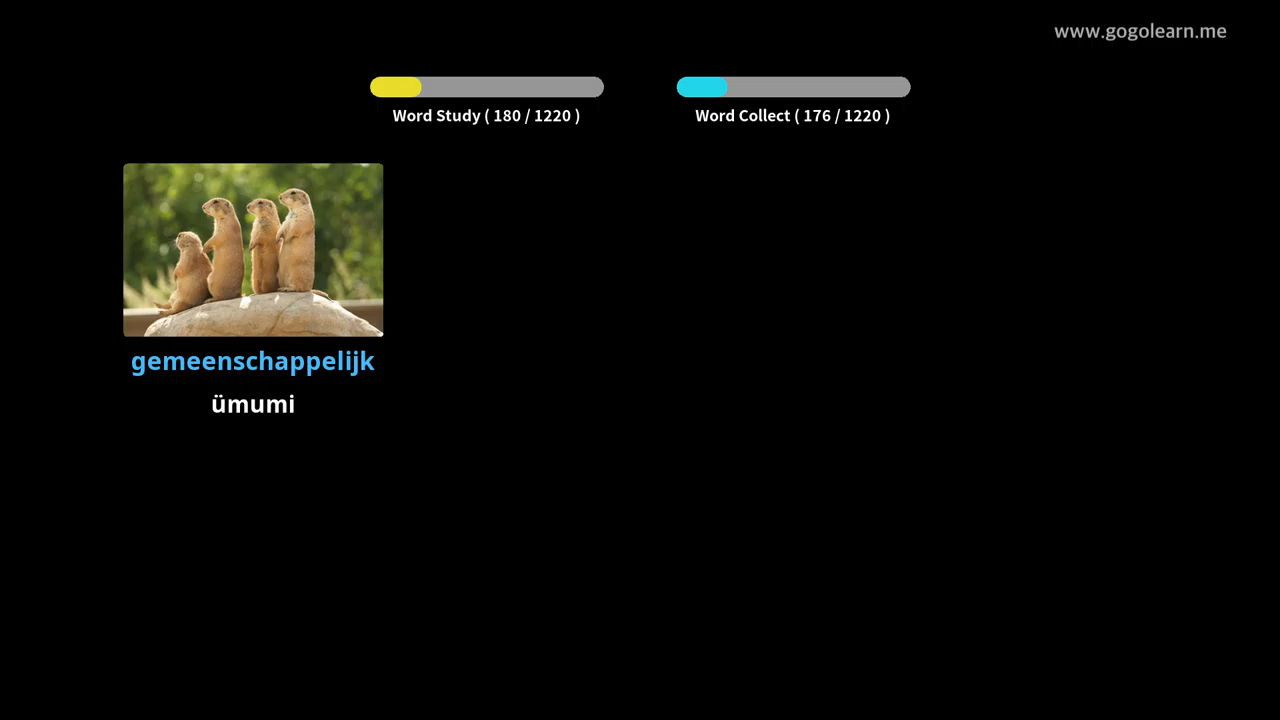 www.gogolearn.me
Word Study ( 180 / 1220 )
Word Collect ( 176 / 1220 )
gemeenschappelijk
ümumi